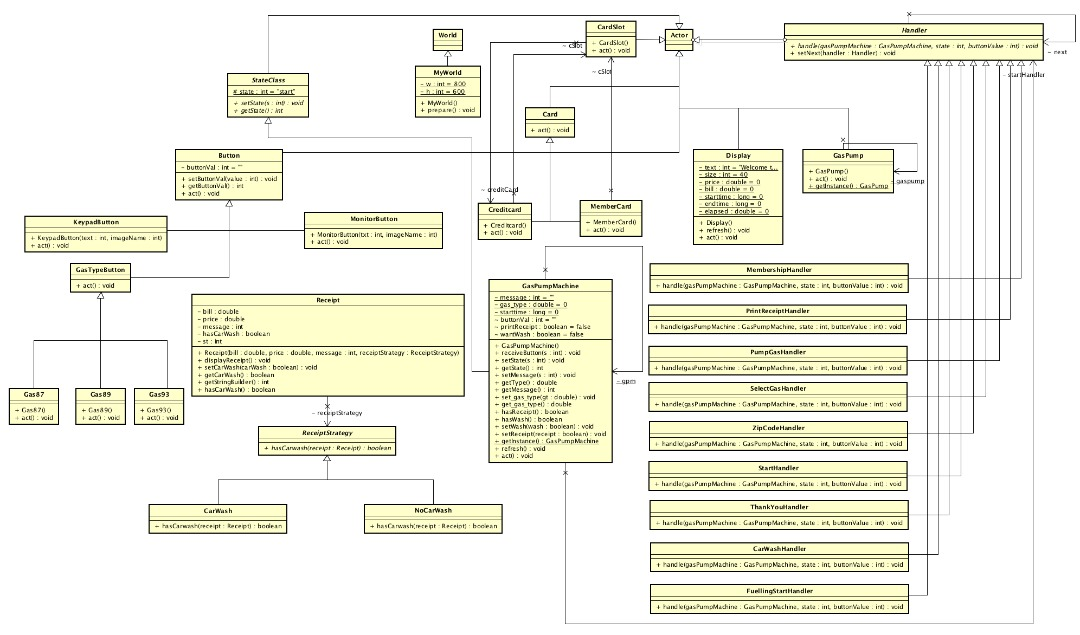 World
MyWorld
- w : int = 800
- h : int = 600
+ MyWorld()
+ prepare() : void
CardSlot
+ CardSlot()
+ act() : void
Actor
Handler
+ handle(gasPumpMachine : GasPumpMachine, state : int, buttonValue : int) : void
+ setNext(handler : Handler) : void
- next
- startHandler
~ cSlot
~ cSlot
StateClass
# state : int = "start"
+ setState(s : int) : void
+ getState() : int
Card
+ act() : void
Button
- buttonVal : int = ""
+ setButtonVal(value : int) : void
+ getButtonVal() : int
+ act() : void
Display
- text : int = "Welcome t...
- size : int = 40
- price : double = 0
- bill : double = 0
- starttime : long = 0
- endtime : long = 0
- elapsed : double = 0
+ Display()
+ refresh() : void
+ act() : void
GasPump
+ GasPump()
+ act() : void
+ getInstance() : GasPump
- gaspump
~ creditCard
Creditcard
+ Creditcard()
+ act() : void
MemberCard
+ MemberCard()
~ act() : void
KeypadButton
+ KeypadButton(text : int, imageName : int)
+ act() : void
MonitorButton
+ MonitorButton(txt : int, imageName : int)
+ act() : void
GasTypeButton
+ act() : void
Receipt
- bill : double
- price : double
- message : int
- hasCarWash : boolean
- st : int
+ Receipt(bill : double, price : double, message : int, receiptStrategy : ReceiptStrategy)
+ displayReceipt() : void
+ setCarWash(carWash : boolean) : void
+ getCarWash() : boolean
+ getStringBuilder() : int
+ hasCarWash() : boolean
- receiptStrategy
GasPumpMachine
- message : int = ""
- gas_type : double = 0
- starttime : long = 0
- buttonVal : int = ""
- printReceipt : boolean = false
- wantWash : boolean = false
+ GasPumpMachine()
+ receiveButton(s : int) : void
+ setState(s : int) : void
+ getState() : int
+ setMessage(s : int) : void
+ getType() : double
+ getMessage() : int
+ set_gas_type(gt : double) : void
+ get_gas_type() : double
+ hasReceipt() : boolean
+ hasWash() : boolean
+ setWash(wash : boolean) : void
+ setReceipt(receipt : boolean) : void
+ getInstance() : GasPumpMachine
+ refresh() : void
+ act() : void
- gpm
MembershipHandler
+ handle(gasPumpMachine : GasPumpMachine, state : int, buttonValue : int) : void
PrintReceiptHandler
+ handle(gasPumpMachine : GasPumpMachine, state : int, buttonValue : int) : void
PumpGasHandler
+ handle(gasPumpMachine : GasPumpMachine, state : int, buttonValue : int) : void
SelectGasHandler
+ handle(gasPumpMachine : GasPumpMachine, state : int, buttonValue : int) : void
ZipCodeHandler
+ handle(gasPumpMachine : GasPumpMachine, state : int, buttonValue : int) : void
StartHandler
+ handle(gasPumpMachine : GasPumpMachine, state : int, buttonValue : int) : void
ThankYouHandler
+ handle(gasPumpMachine : GasPumpMachine, state : int, buttonValue : int) : void
CarWashHandler
+ handle(gasPumpMachine : GasPumpMachine, state : int, buttonValue : int) : void
FuellingStartHandler
+ handle(gasPumpMachine : GasPumpMachine, state : int, buttonValue : int) : void
Gas87
+ Gas87()
+ act() : void
Gas89
+ Gas89()
+ act() : void
Gas93
+ Gas93()
+ act() : void
ReceiptStrategy
+ hasCarwash(receipt : Receipt) : boolean
CarWash
+ hasCarwash(receipt : Receipt) : boolean
NoCarWash
+ hasCarwash(receipt : Receipt) : boolean